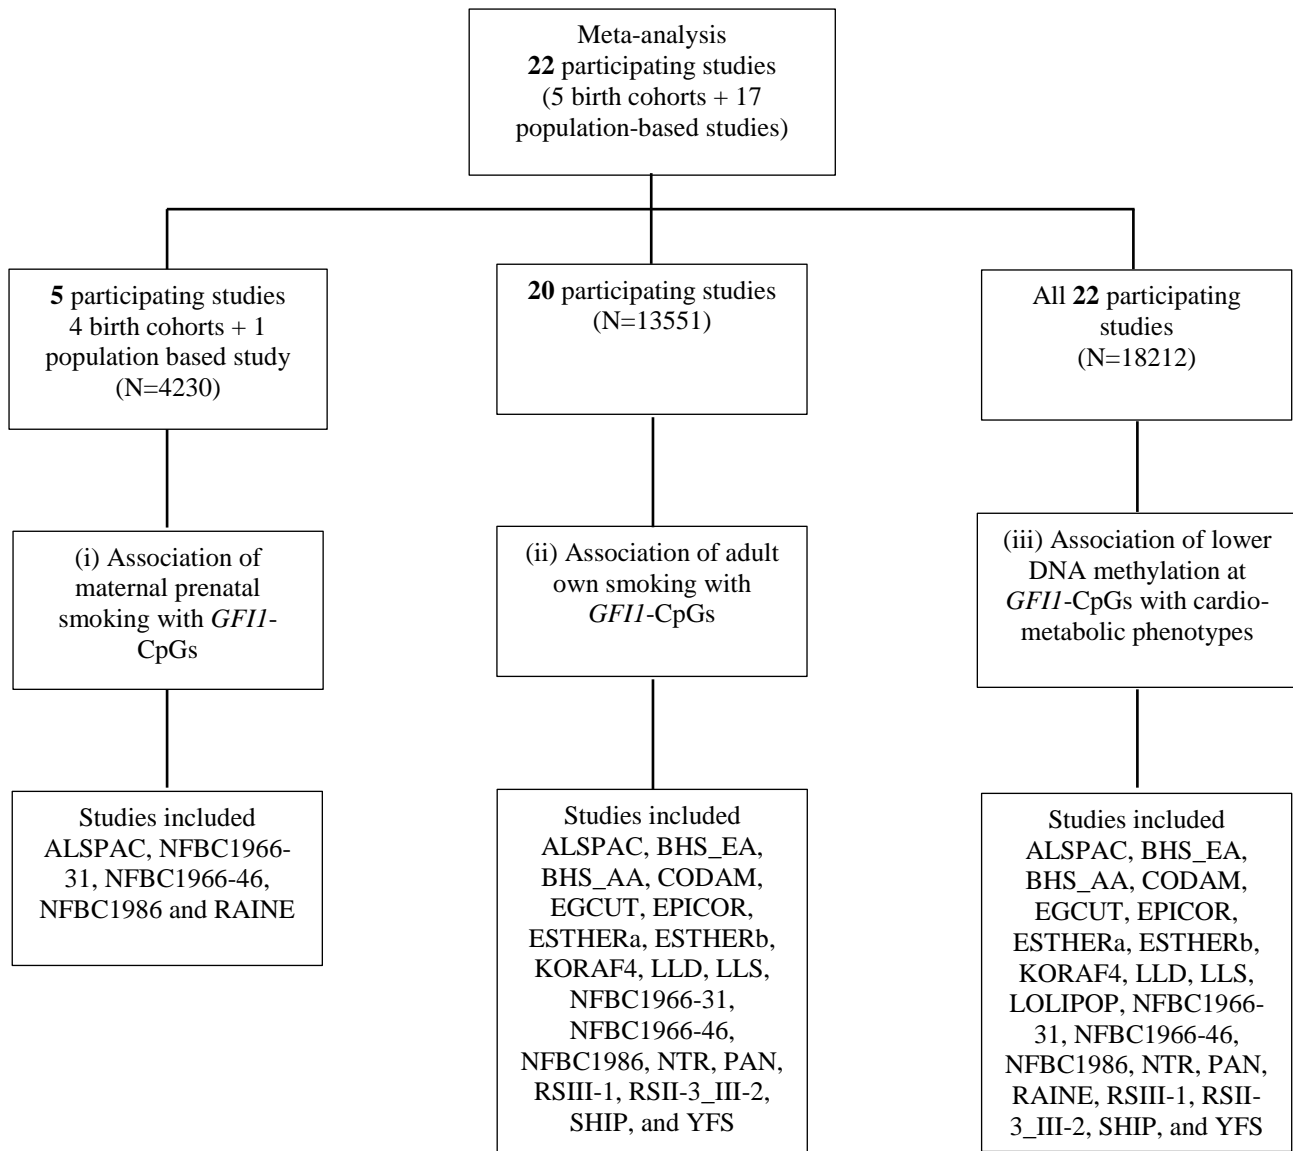 Meta-analysis
22 participating studies
(5 birth cohorts + 17
population-based studies)
5 participating studies
4 birth cohorts + 1
population based study
(N=4230)
20 participating studies
(N=13551)
All 22 participating
studies
(N=18212)
(i) Association of
maternal prenatal
smoking with GFI1-
CpGs
(ii) Association of adult
own smoking with
GFI1-CpGs
(iii) Association of lower
DNA methylation at
GFI1-CpGs with cardio-
metabolic phenotypes
Studies included
ALSPAC, NFBC1966-
31, NFBC1966-46,
NFBC1986 and RAINE
Studies included
ALSPAC, BHS_EA,
BHS_AA, CODAM,
EGCUT, EPICOR,
ESTHERa, ESTHERb,
KORAF4, LLD, LLS,
NFBC1966-31,
NFBC1966-46,
NFBC1986, NTR, PAN,
RSIII-1, RSII-3_III-2,
SHIP, and YFS
Studies included
ALSPAC, BHS_EA,
BHS_AA, CODAM,
EGCUT, EPICOR,
ESTHERa, ESTHERb,
KORAF4, LLD, LLS,
LOLIPOP, NFBC1966-
31, NFBC1966-46,
NFBC1986, NTR, PAN,
RAINE, RSIII-1, RSII-
3_III-2, SHIP, and YFS